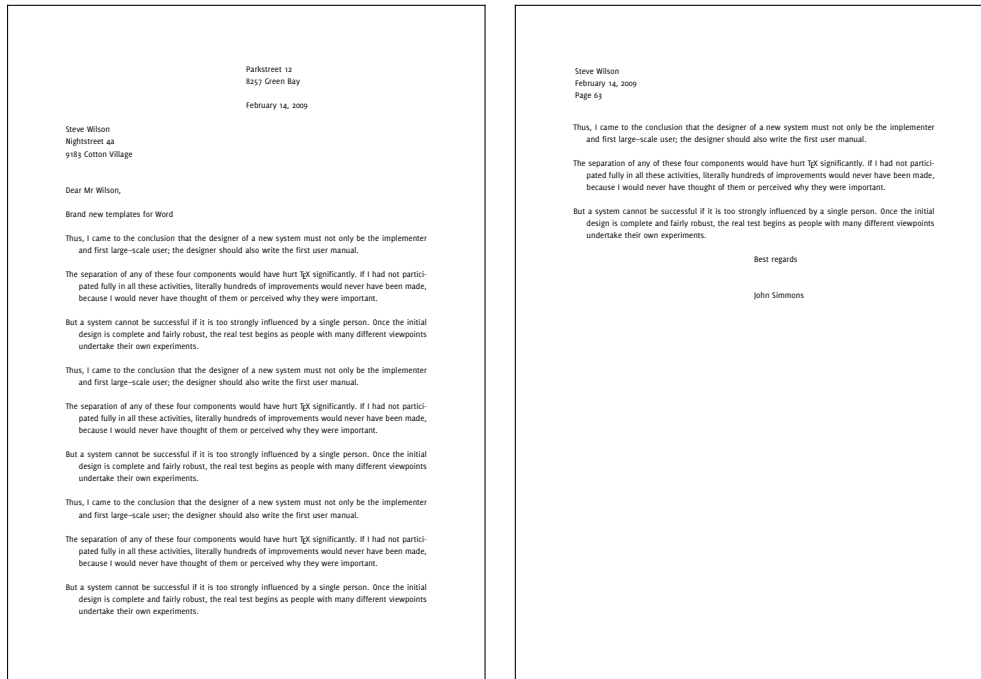 Parkstreet 12
8257 Green Bay
February 14, 2009
Steve Wilson
Nightstreet 4a
9183 Cotton Village
Dear Mr Wilson,
Brand new templates for Word
Thus, I came to the conclusion that the designer of a new system must not only be the implementer
and first large-scale user; the designer should also write the first user manual.
The separation of any of these four components would have hurt TEX significantly. If I had not partici-
pated fully in all these activities, literally hundreds of improvements would never have been made,
because I would never have thought of them or perceived why they were important.
But a system cannot be successful if it is too strongly influenced by a single person. Once the initial
design is complete and fairly robust, the real test begins as people with many different viewpoints
undertake their own experiments.
Thus, I came to the conclusion that the designer of a new system must not only be the implementer
and first large-scale user; the designer should also write the first user manual.
The separation of any of these four components would have hurt TEX significantly. If I had not partici-
pated fully in all these activities, literally hundreds of improvements would never have been made,
because I would never have thought of them or perceived why they were important.
But a system cannot be successful if it is too strongly influenced by a single person. Once the initial
design is complete and fairly robust, the real test begins as people with many different viewpoints
undertake their own experiments.
Thus, I came to the conclusion that the designer of a new system must not only be the implementer
and first large-scale user; the designer should also write the first user manual.
The separation of any of these four components would have hurt TEX significantly. If I had not partici-
pated fully in all these activities, literally hundreds of improvements would never have been made,
because I would never have thought of them or perceived why they were important.
But a system cannot be successful if it is too strongly influenced by a single person. Once the initial
design is complete and fairly robust, the real test begins as people with many different viewpoints
undertake their own experiments.
Steve Wilson
February 14, 2009
Page 63
Thus, I came to the conclusion that the designer of a new system must not only be the implementer
and first large-scale user; the designer should also write the first user manual.
The separation of any of these four components would have hurt TEX significantly. If I had not partici-
pated fully in all these activities, literally hundreds of improvements would never have been made,
because I would never have thought of them or perceived why they were important.
But a system cannot be successful if it is too strongly influenced by a single person. Once the initial
design is complete and fairly robust, the real test begins as people with many different viewpoints
undertake their own experiments.
Best regards
John Simmons